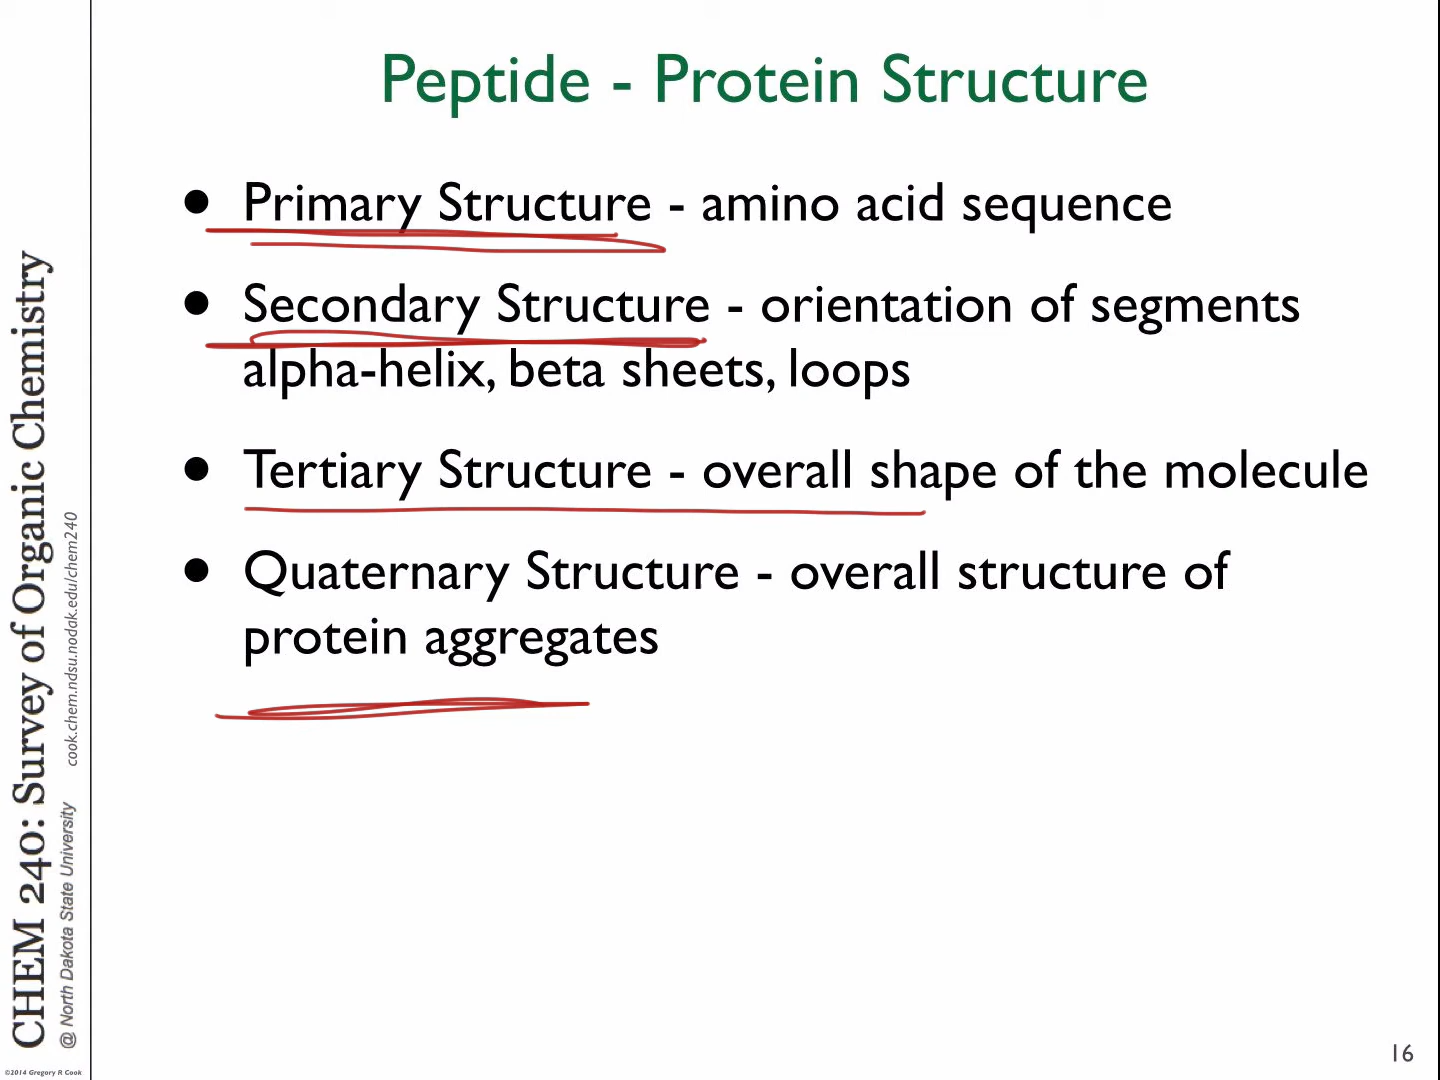 Peptide - Protein Structure
• Primary Structure - amino acid sequence
• Secondary Structure - orientation of segments
alpha-helix, beta sheets, loops
• Tertiary Structure - overall shape of the molecule
• Quaternary Structure - overall structure of
protein aggregates
CHEM 240: Survey of Organic Chemistry
@ North Dakota State University
cook.chem.ndsu.nodak.edu/chem240
©2014 Gregory R Cook
16